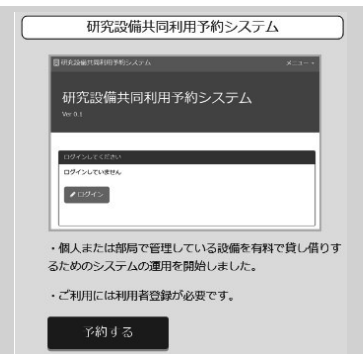 研究設備共同利用予約システム
研究設備共同利用予約システム
メニュー
研究設備共同利用予約システム
Ver 0.1
ログインしてください
ログインしていません
ログイン
・個人または部局で管理している設備を有料で貸し借りす
るためのシステムの運用を開始しました。
・ご利用には利用者登録が必要です。
予約する